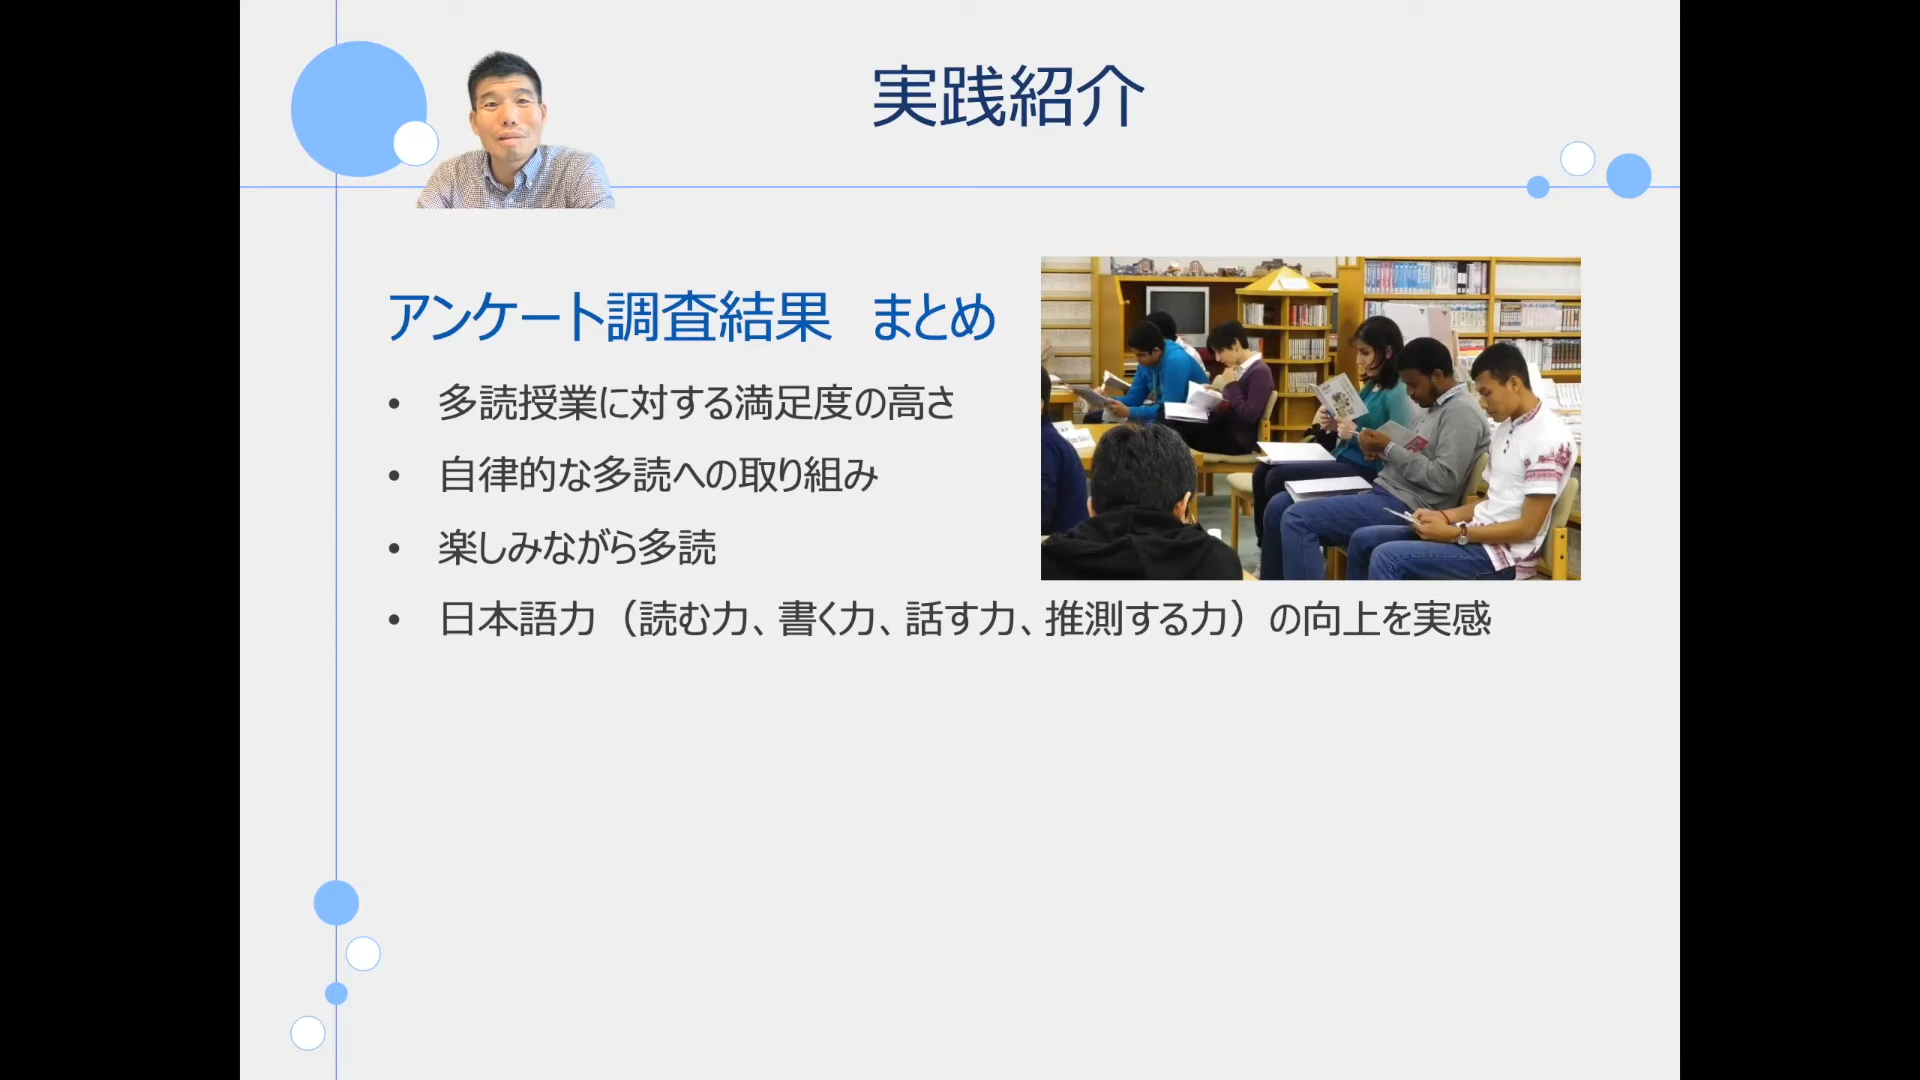 実践紹介
アンケート調査結果　まとめ
• 多読授業に対する満足度の高さ
• 自律的な多読への取り組み
• 楽しみながら多読
• 日本語力（読む力、書く力、話す力、推測する力）の向上を実感